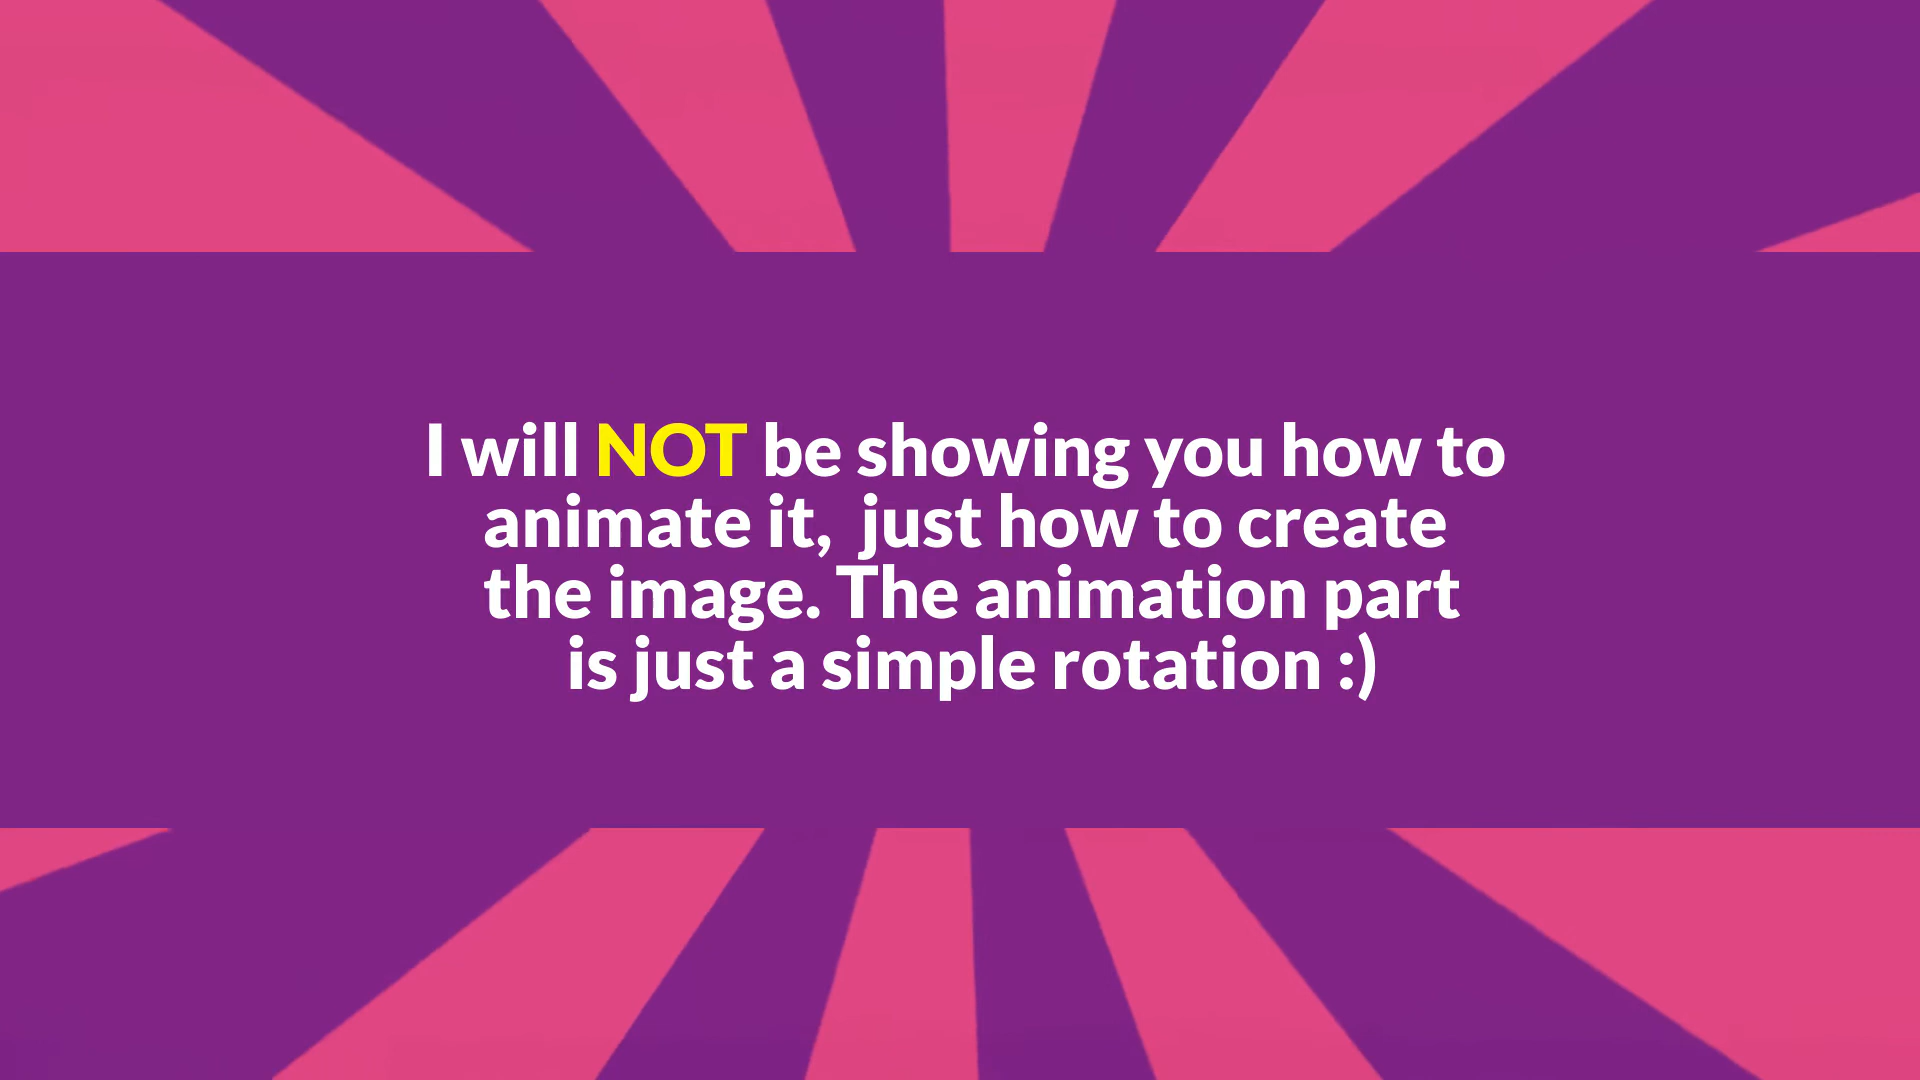 I will NOT be showing you how to
animate it,  just how to create
the image. The animation part
is just a simple rotation :)